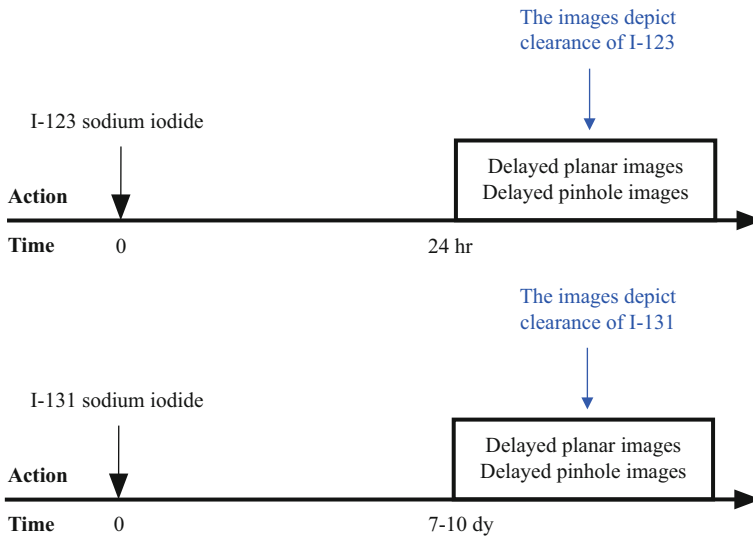 The images depict
clearance of I-123
I-123 sodium iodide
Delayed planar images
Delayed pinhole images
Action
Time 0 24 hr
The images depict
clearance of I-131
I-131 sodium iodide
Delayed planar images
Delayed pinhole images
Action
Time 0 7-10 dy